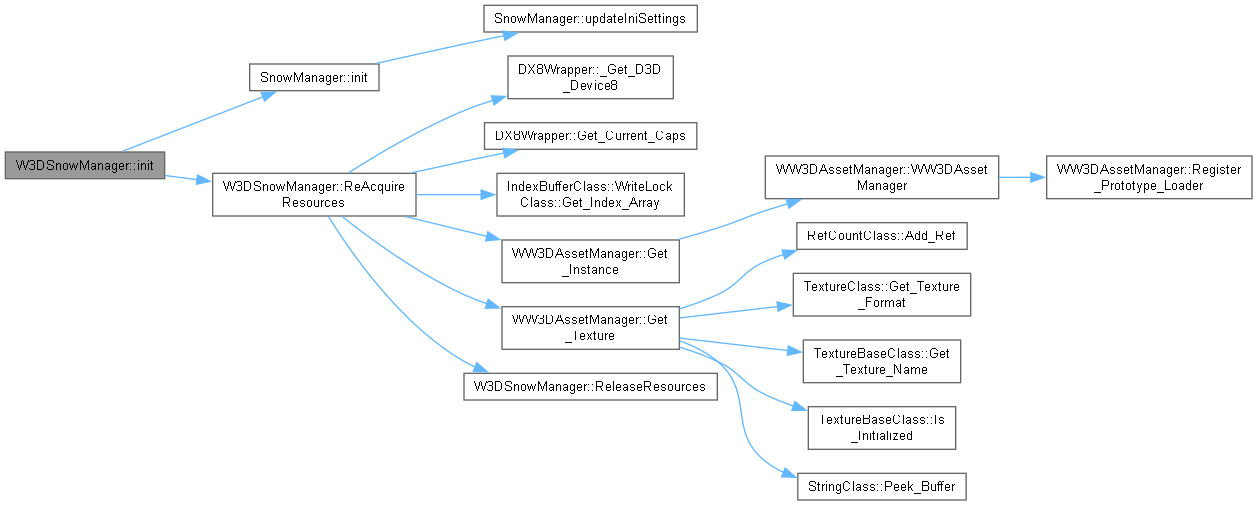 SnowManager::updateIniSettings
SnowManager::init
DX8Wrapper::_Get_D3D
_Device8
DX8Wrapper::Get_Current_Caps
W3DSnowManager::init
W3DSnowManager::ReAcquire
Resources
IndexBufferClass::WriteLock
Class::Get_Index_Array
WW3DAssetManager::WW3DAsset
Manager
WW3DAssetManager::Register
_Prototype_Loader
WW3DAssetManager::Get
_Instance
RefCountClass::Add_Ref
TextureClass::Get_Texture
_Format
WW3DAssetManager::Get
_Texture
TextureBaseClass::Get
_Texture_Name
W3DSnowManager::ReleaseResources
TextureBaseClass::Is
_Initialized
StringClass::Peek_Buffer